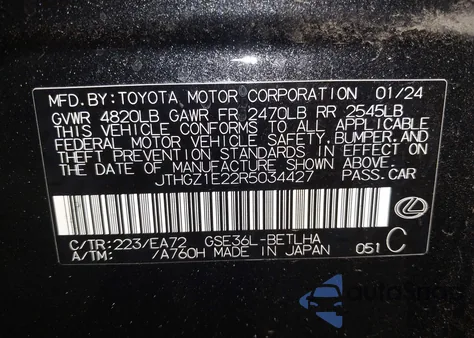 MFD. BY: TOYOTA MOTOR CORPORATION 01/24
GVWR 4820LB GAWR FR 2470LB RR 2545LB
THIS VEHICLE CONFORMS TO ALL APPLICABLE
FEDERAL MOTOR VEHICLE SAFETY, BUMPER, AND
THEFT PREVENTION STANDARDS IN EFFECT ON
THE DATE OF MANUFACTURE SHOWN ABOVE.
JTHGZ1E22R5034427 PASS. CAR
C/TR: 223/EA72 GSE36L-BETLHA
A/TM: /A760H MADE IN JAPAN 051 C
autosnap